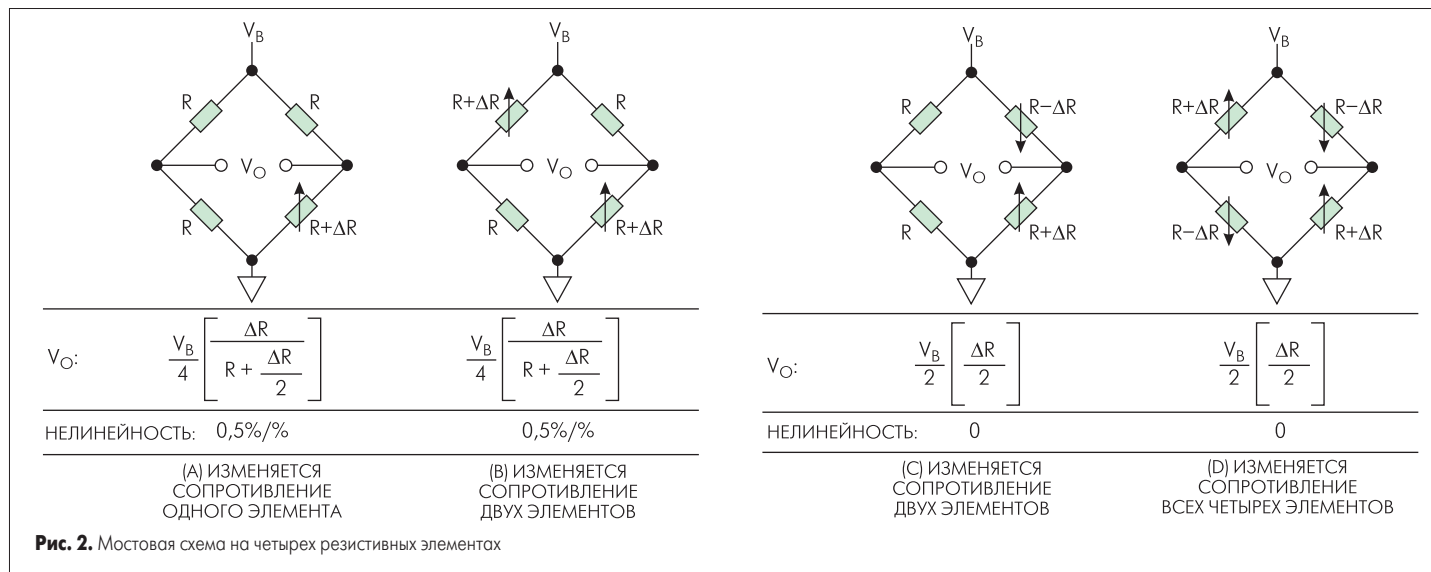 V_B
V_B
V_B
V_B
R R
R+ΔR R
R R−ΔR
R+ΔR R−ΔR
V_O
V_O
V_O
V_O
R R+ΔR
R R+ΔR
R R+ΔR
R−ΔR R+ΔR
V_O: V_B/4 [ΔR/(R + ΔR/2)] V_B/4 [ΔR/(R + ΔR/2)]
V_O: V_B/2 [ΔR/2] V_B/2 [ΔR/2]
НЕЛИНЕЙНОСТЬ: 0,5%/% 0,5%/%
НЕЛИНЕЙНОСТЬ: 0 0
(A) ИЗМЕНЯЕТСЯ
СОПРОТИВЛЕНИЕ
ОДНОГО ЭЛЕМЕНТА
(B) ИЗМЕНЯЕТСЯ
СОПРОТИВЛЕНИЕ
ДВУХ ЭЛЕМЕНТОВ
(C) ИЗМЕНЯЕТСЯ
СОПРОТИВЛЕНИЕ
ДВУХ ЭЛЕМЕНТОВ
(D) ИЗМЕНЯЕТСЯ
СОПРОТИВЛЕНИЕ
ВСЕХ ЧЕТЫРЕХ ЭЛЕМЕНТОВ
Рис. 2. Мостовая схема на четырех резистивных элементах